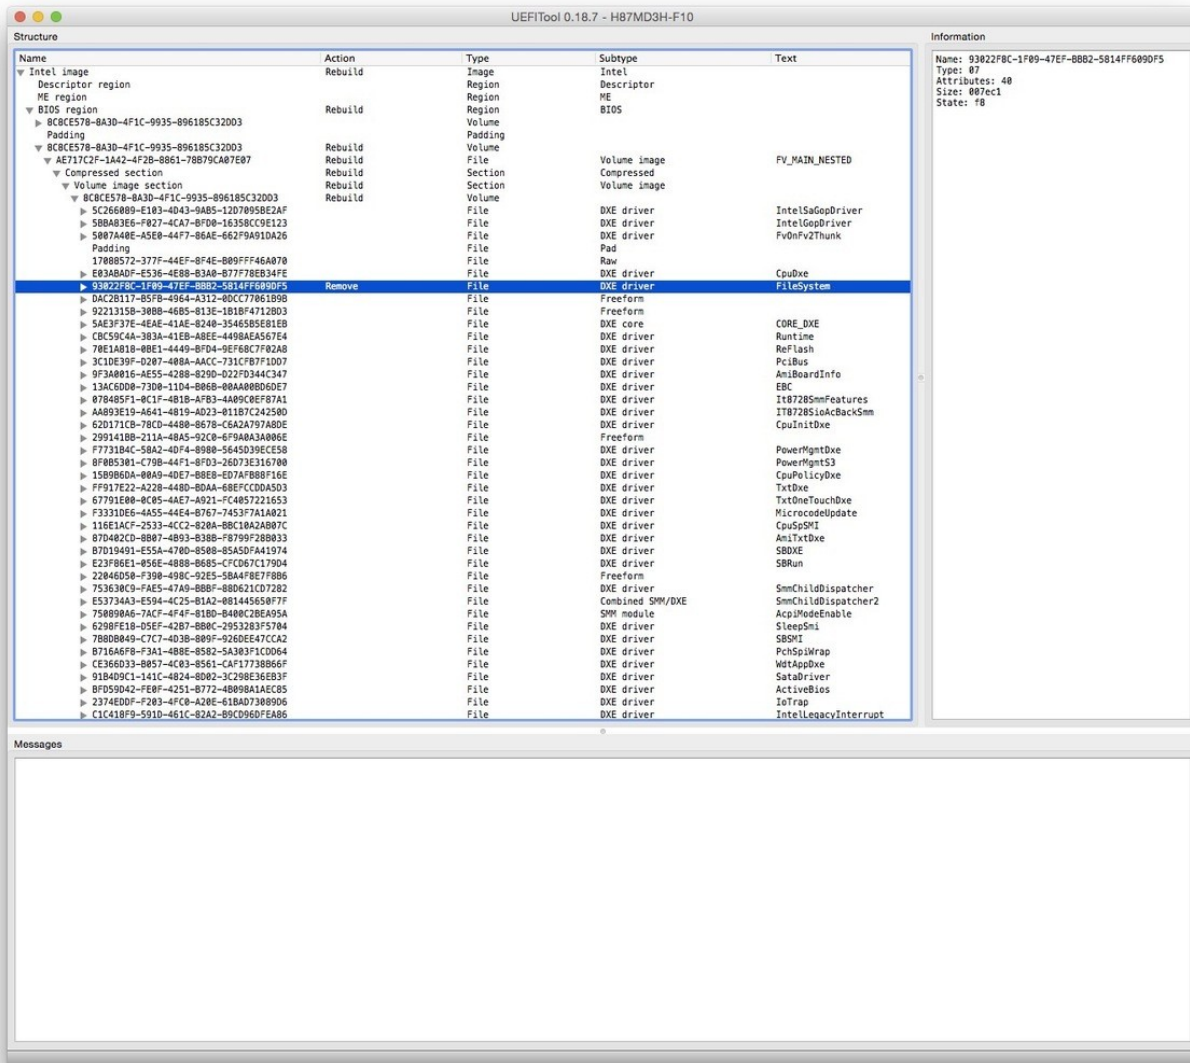 UEFITool 0.18.7 - H87MD3H-F10
Structure
Information
Name Action Type Subtype Text
Intel image Rebuild Image Intel
Descriptor region Region Descriptor
ME region Region ME
BIOS region Rebuild Region BIOS
8C8CE578-8A3D-4F1C-9935-896185C32DD3 Volume
Padding Padding
8C8CE578-8A3D-4F1C-9935-896185C32DD3 Rebuild Volume
AE717C2F-1A42-4F2B-8861-78B79CA07E07 Rebuild File Volume image FV_MAIN_NESTED
Compressed section Rebuild Section Compressed
Volume image section Rebuild Section Volume image
8C8CE578-8A3D-4F1C-9935-896185C32DD3 Rebuild Volume
5C266089-E103-4D43-9AB5-12D7095BE2AF File DXE driver IntelSaGopDriver
5BBA83E6-F027-4CA7-BFD0-16358CC9E123 File DXE driver IntelGopDriver
5007A40E-A5E0-44F7-86AE-662F9A91DA26 File DXE driver FvOnFv2Thunk
Padding File Pad
17088572-377F-44EF-8F4E-B09FFF46A070 File Raw
E03ABADF-E536-4E88-B3A0-B77F78EB34FE File DXE driver CpuDxe
93022F8C-1F09-47EF-BBB2-5814FF609DF5 Remove File DXE driver FileSystem
DAC2B117-B5FB-4964-A312-0DCC77061B9B File Freeform
9221315B-30BB-46B5-813E-1B1BF4712BD3 File Freeform
5AE3F37E-4EAE-41AE-8240-35465B5E81EB File DXE core CORE_DXE
CBC59C4A-383A-41EB-A8EE-4498AEA567E4 File DXE driver Runtime
70E1A818-0BE1-4449-BFD4-9EF68C7F02A8 File DXE driver ReFlash
3C1DE39F-D207-408A-AACC-731CFB7F1DD7 File DXE driver PciBus
9F3A0016-AE55-4288-829D-D22FD344C347 File DXE driver AmiBoardInfo
13AC6DD0-73D0-11D4-B06B-00AA00BD6DE7 File DXE driver EBC
078485F1-0C1F-4B1B-AFB3-4A09C0EF87A1 File DXE driver It8728SmmFeatures
AA893E19-A641-4819-AD23-011B7C24250D File DXE driver IT8728SioAcBackSmm
62D171CB-78CD-4480-8678-C6A2A797A8DE File DXE driver CpuInitDxe
299141BB-211A-48A5-92C0-6F9A0A3A006E File Freeform
F7731B4C-58A2-4DF4-8980-5645D39ECE58 File DXE driver PowerMgmtDxe
8F0B5301-C79B-44F1-8FD3-26D73E316700 File DXE driver PowerMgmtS3
15B9B6DA-00A9-4DE7-B8E8-ED7AFB88F16E File DXE driver CpuPolicyDxe
FF917E22-A228-448D-BDAA-68EFCCDDA5D3 File DXE driver TxtDxe
67791E00-0C05-4AE7-A921-FC4057221653 File DXE driver TxtOneTouchDxe
F3331DE6-4A55-44E4-B767-7453F7A1A021 File DXE driver MicrocodeUpdate
116E1ACF-2533-4CC2-820A-BBC10A2AB07C File DXE driver CpuSpSMI
87D402CD-8B07-4B93-B38B-F8799F28B033 File DXE driver AmiTxtDxe
B7D19491-E55A-470D-8508-85A5DFA41974 File DXE driver SBDXE
E23F86E1-056E-4888-B685-CFCD67C179D4 File DXE driver SBRun
22046D50-F390-498C-92E5-5BA4F8E7F8B6 File Freeform
753630C9-FAE5-47A9-BBBF-88D621CD7282 File DXE driver SmmChildDispatcher
E53734A3-E594-4C25-B1A2-081445650F7F File Combined SMM/DXE SmmChildDispatcher2
750890A6-7ACF-4F4F-81BD-B400C2BEA95A File SMM module AcpiModeEnable
6298FE18-D5EF-42B7-BB0C-2953283F5704 File DXE driver SleepSmi
7B8DB049-C7C7-4D3B-809F-926DEE47CCA2 File DXE driver SBSMI
B716A6F8-F3A1-4B8E-8582-5A303F1CDD64 File DXE driver PchSpiWrap
CE366D33-B057-4C03-8561-CAF17738B66F File DXE driver WdtAppDxe
91B4D9C1-141C-4824-8D02-3C298E36EB3F File DXE driver SataDriver
BFD59D42-FE0F-4251-B772-4B098A1AEC85 File DXE driver ActiveBios
2374EDDF-F203-4FC0-A20E-61BAD73089D6 File DXE driver IoTrap
C1C418F9-591D-461C-82A2-B9CD96DFEA86 File DXE driver IntelLegacyInterrupt
Name: 93022F8C-1F09-47EF-BBB2-5814FF609DF5
Type: 07
Attributes: 40
Size: 007ec1
State: f8
Messages